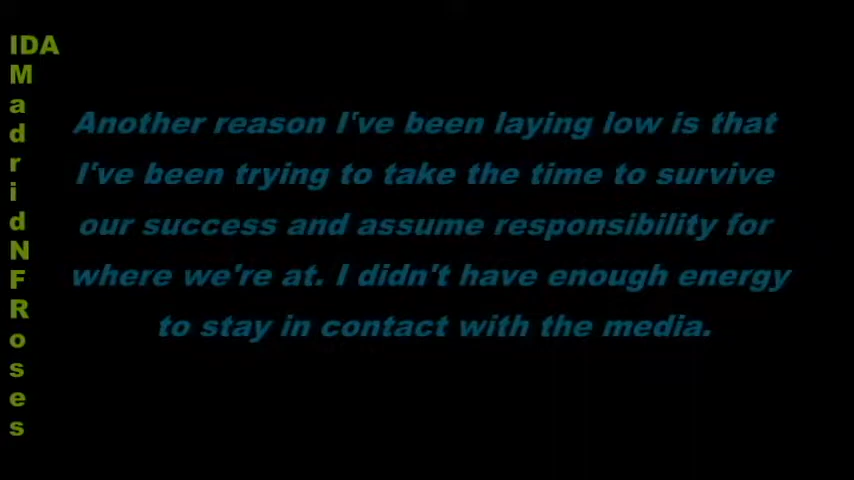 IDA
M
a
d
r
i
d
N
F
R
o
s
e
s
Another reason I've been laying low is that
I've been trying to take the time to survive
our success and assume responsibility for
where we're at. I didn't have enough energy
to stay in contact with the media.